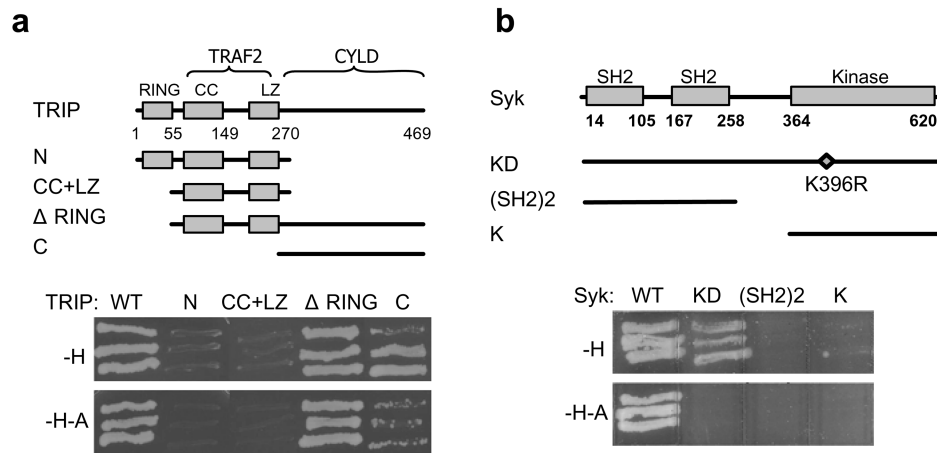 a
TRAF2 CYLD
RING CC LZ
TRIP
1 55 149 270 469
N
CC+LZ
Δ RING
C
TRIP: WT N CC+LZ Δ RING C
-H
-H-A
b
SH2 SH2 Kinase
Syk
14 105 167 258 364 620
KD
K396R
(SH2)2
K
Syk: WT KD (SH2)2 K
-H
-H-A